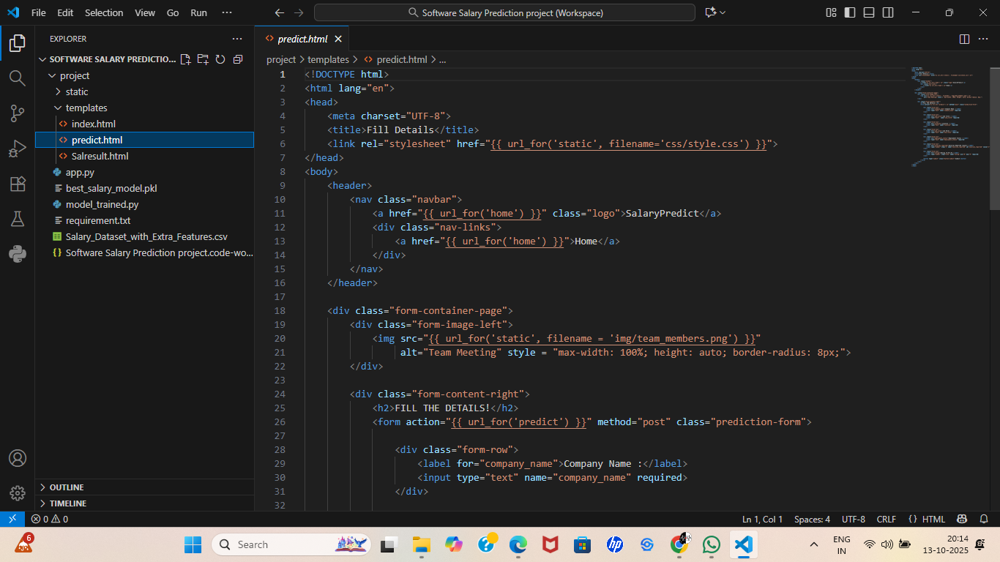 File Edit Selection View Go Run ···
Software Salary Prediction project (Workspace)
EXPLORER
SOFTWARE SALARY PREDICTIO...
project
static
templates
index.html
predict.html
Salresult.html
app.py
best_salary_model.pkl
model_trained.py
requirement.txt
Salary_Dataset_with_Extra_Features.csv
Software Salary Prediction project.code-wo...
OUTLINE
TIMELINE
predict.html
project > templates > predict.html > ...
1 <!DOCTYPE html>
2 <html lang="en">
3 <head>
4 <meta charset="UTF-8">
5 <title>Fill Details</title>
6 <link rel="stylesheet" href="{{ url_for('static', filename='css/style.css') }}">
7 </head>
8 <body>
9 <header>
10 <nav class="navbar">
11 <a href="{{ url_for('home') }}" class="logo">SalaryPredict</a>
12 <div class="nav-links">
13 <a href="{{ url_for('home') }}">Home</a>
14 </div>
15 </nav>
16 </header>
17
18 <div class="form-container-page">
19 <div class="form-image-left">
20 <img src="{{ url_for('static', filename = 'img/team_members.png') }}"
21 alt="Team Meeting" style = "max-width: 100%; height: auto; border-radius: 8px;">
22 </div>
23
24 <div class="form-content-right">
25 <h2>FILL THE DETAILS!</h2>
26 <form action="{{ url_for('predict') }}" method="post" class="prediction-form">
27
28 <div class="form-row">
29 <label for="company_name">Company Name :</label>
30 <input type="text" name="company_name" required>
31 </div>
32
0 0
Ln 1, Col 1 Spaces: 4 UTF-8 CRLF {} HTML
6
Search
hp
ENG
IN
20:14
13-10-2025